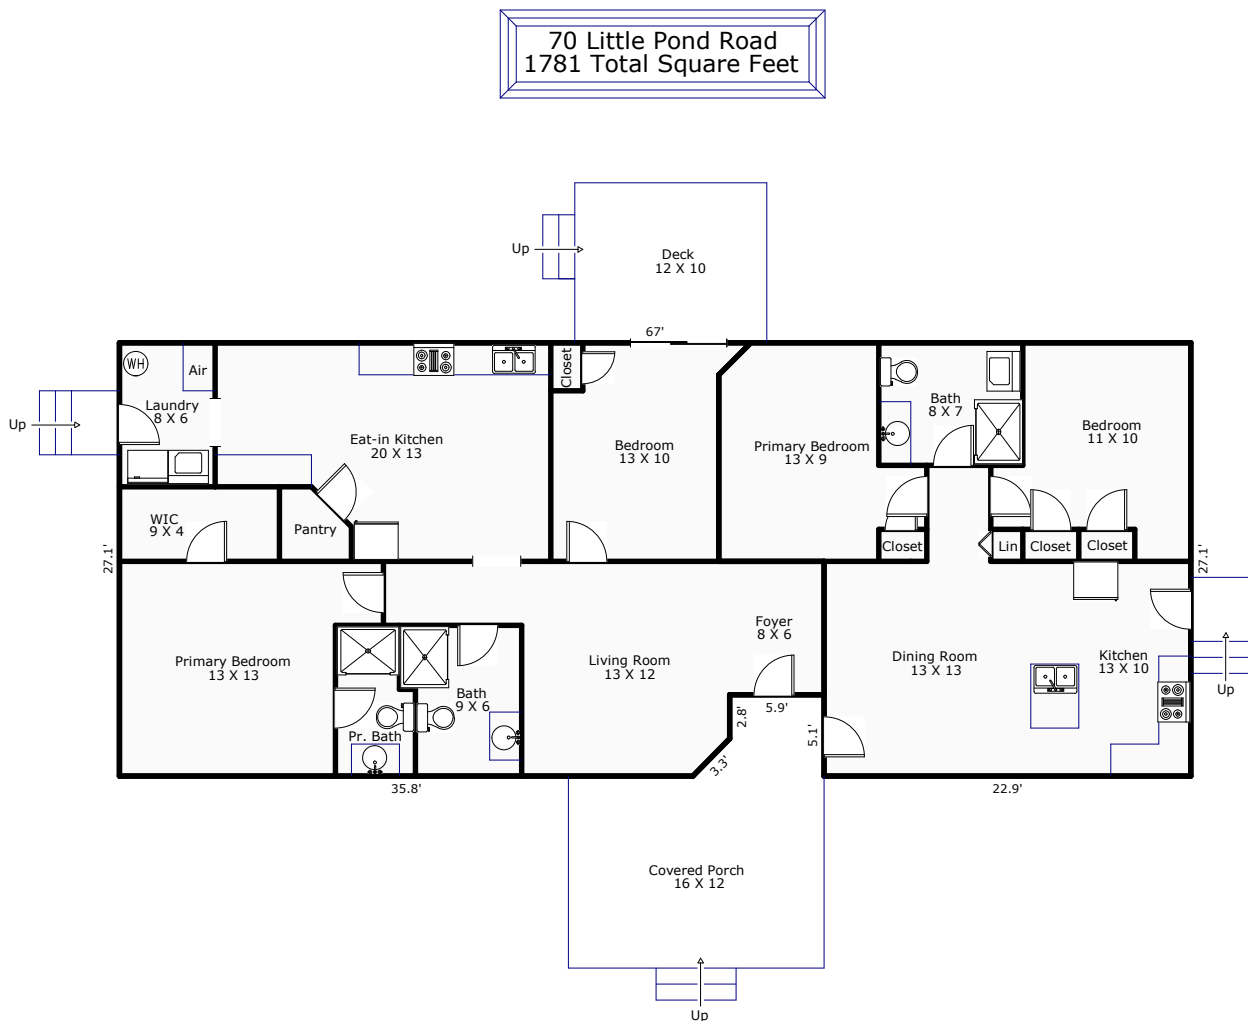 70 Little Pond Road
1781 Total Square Feet
Deck
12 X 10
Up
67'
WH
Air
Closet
Laundry
8 X 6
Up
Eat-in Kitchen
20 X 13
Bedroom
13 X 10
Primary Bedroom
13 X 9
Bath
8 X 7
Bedroom
11 X 10
WIC
9 X 4
Pantry
Closet
Lin
Closet
Closet
27.1'
27.1'
Primary Bedroom
13 X 13
Pr. Bath
Bath
9 X 6
Living Room
13 X 12
Foyer
8 X 6
Dining Room
13 X 13
Kitchen
13 X 10
Up
2.8'
5.9'
5.1'
3.3'
35.8'
22.9'
Covered Porch
16 X 12
Up